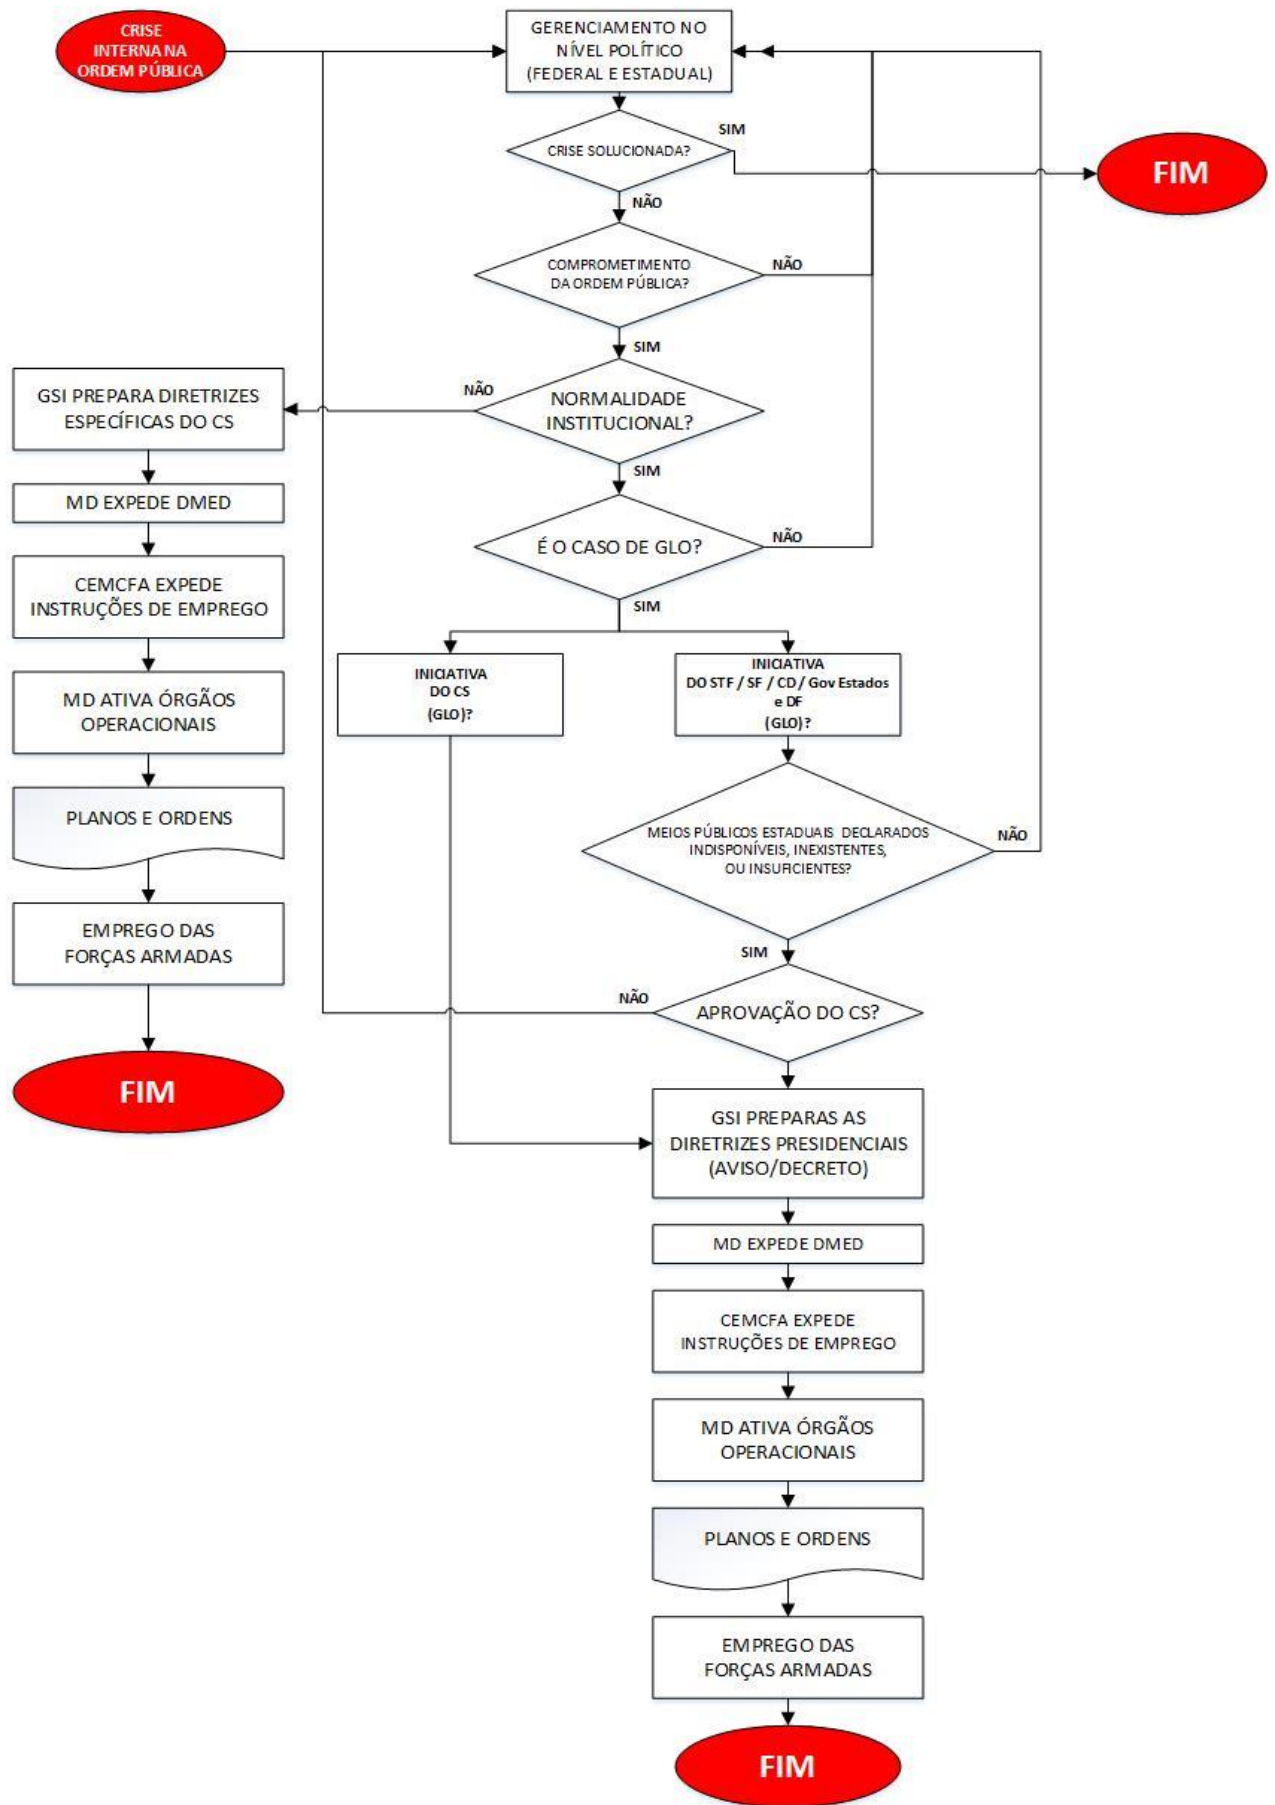 CRISE
INTERNA NA
ORDEM PÚBLICA
GERENCIAMENTO NO
NÍVEL POLÍTICO
(FEDERAL E ESTADUAL)
CRISE SOLUCIONADA?
SIM
FIM
NÃO
COMPROMETIMENTO
DA ORDEM PÚBLICA?
NÃO
SIM
NORMALIDADE
INSTITUCIONAL?
NÃO
GSI PREPARA DIRETRIZES
ESPECÍFICAS DO CS
MD EXPEDE DMED
CEMCFA EXPEDE
INSTRUÇÕES DE EMPREGO
MD ATIVA ÓRGÃOS
OPERACIONAIS
PLANOS E ORDENS
EMPREGO DAS
FORÇAS ARMADAS
FIM
SIM
É O CASO DE GLO?
NÃO
SIM
INICIATIVA
DO CS
(GLO)?
INICIATIVA
DO STF / SF / CD / Gov Estados
e DF
(GLO)?
MEIOS PÚBLICOS ESTADUAIS DECLARADOS
INDISPONÍVEIS, INEXISTENTES,
OU INSUFICIENTES?
NÃO
SIM
APROVAÇÃO DO CS?
NÃO
GSI PREPARAS AS
DIRETRIZES PRESIDENCIAIS
(AVISO/DECRETO)
MD EXPEDE DMED
CEMCFA EXPEDE
INSTRUÇÕES DE EMPREGO
MD ATIVA ÓRGÃOS
OPERACIONAIS
PLANOS E ORDENS
EMPREGO DAS
FORÇAS ARMADAS
FIM